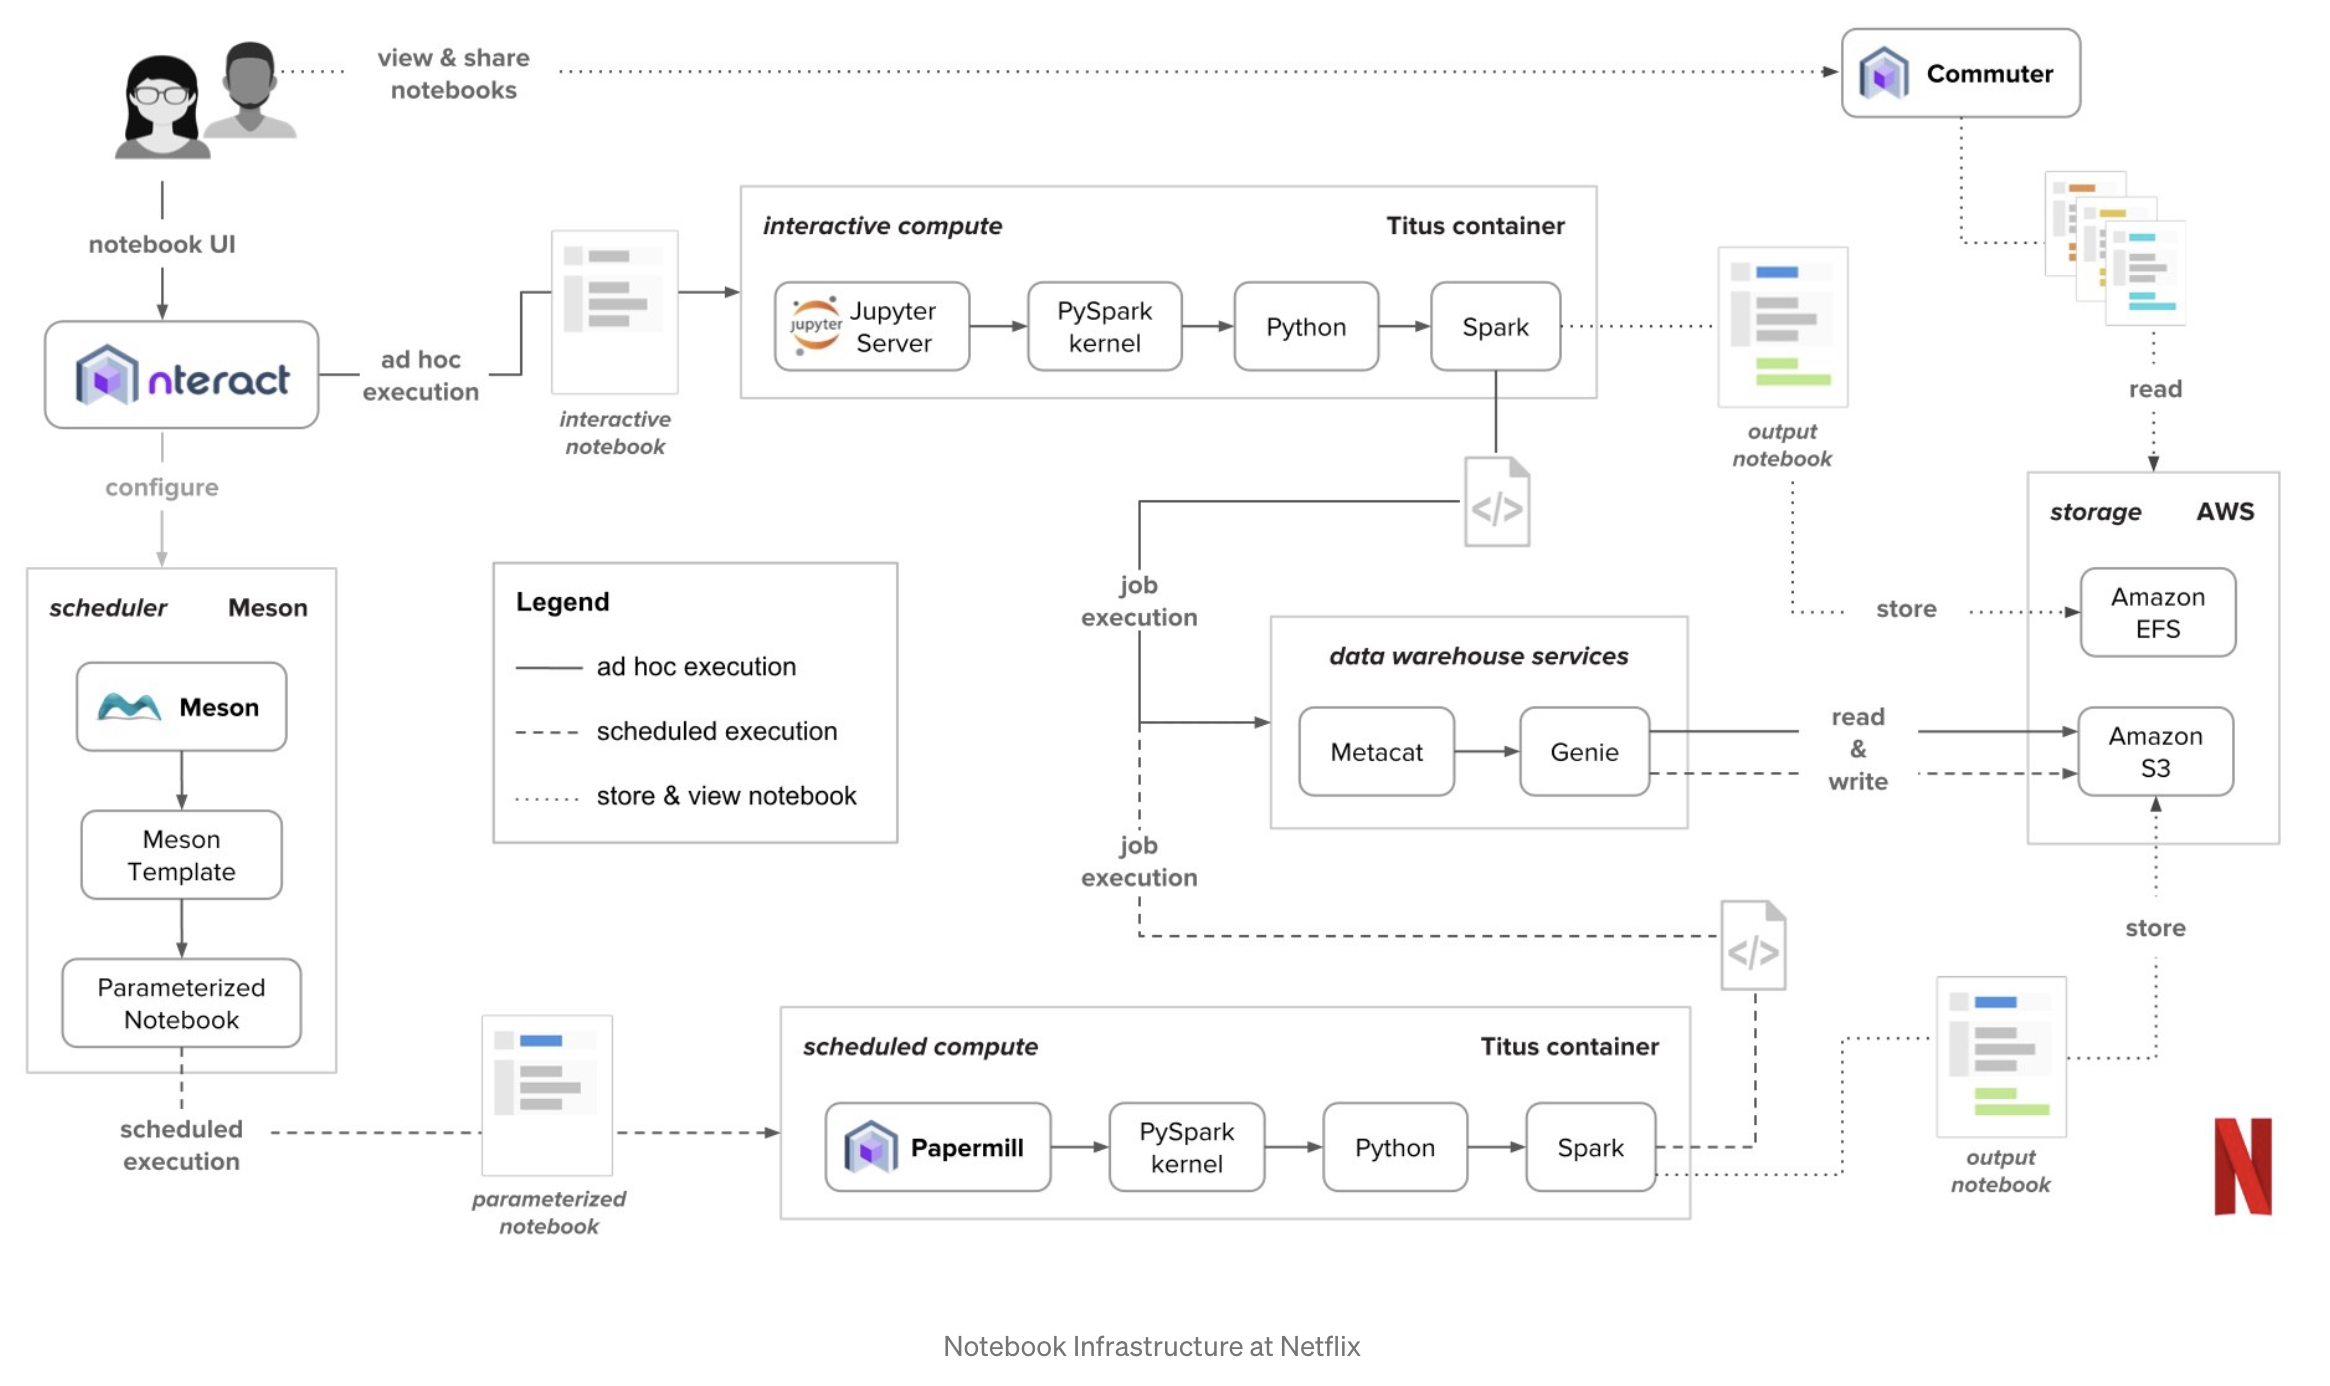 view & share
notebooks
Commuter
notebook UI
nteract
ad hoc
execution
interactive
notebook
interactive compute
Titus container
Jupyter
Jupyter
Server
PySpark
kernel
Python
Spark
output
notebook
read
configure
</>
storage
AWS
Amazon
EFS
Amazon
S3
store
scheduler
Meson
Meson
Meson
Template
Parameterized
Notebook
Legend
ad hoc execution
scheduled execution
store & view notebook
job
execution
data warehouse services
Metacat
Genie
read
&
write
job
execution
</>
store
scheduled
execution
parameterized
notebook
scheduled compute
Titus container
Papermill
PySpark
kernel
Python
Spark
output
notebook
N
Notebook Infrastructure at Netflix